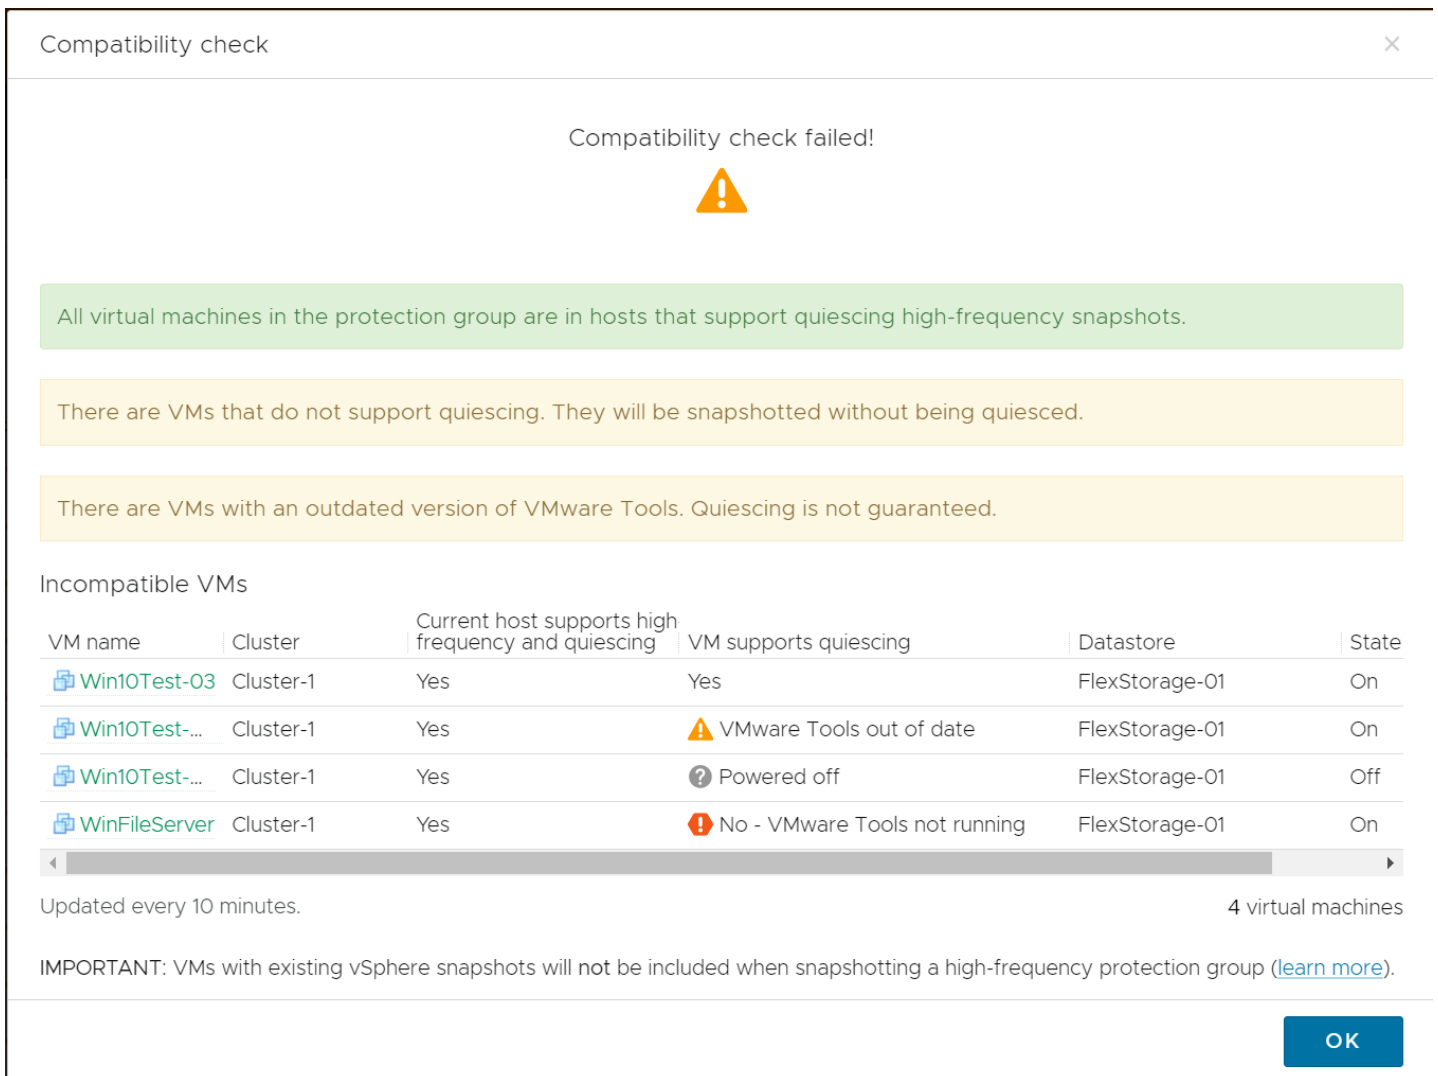 Compatibility check
Compatibility check failed!
All virtual machines in the protection group are in hosts that support quiescing high-frequency snapshots.
There are VMs that do not support quiescing. They will be snapshotted without being quiesced.
There are VMs with an outdated version of VMware Tools. Quiescing is not guaranteed.
Incompatible VMs
VM name Cluster Current host supports high-frequency and quiescing VM supports quiescing Datastore State
Win10Test-03 Cluster-1 Yes Yes FlexStorage-01 On
Win10Test-... Cluster-1 Yes VMware Tools out of date FlexStorage-01 On
Win10Test-... Cluster-1 Yes Powered off FlexStorage-01 Off
WinFileServer Cluster-1 Yes No - VMware Tools not running FlexStorage-01 On
Updated every 10 minutes. 4 virtual machines
IMPORTANT: VMs with existing vSphere snapshots will not be included when snapshotting a high-frequency protection group (learn more).
OK